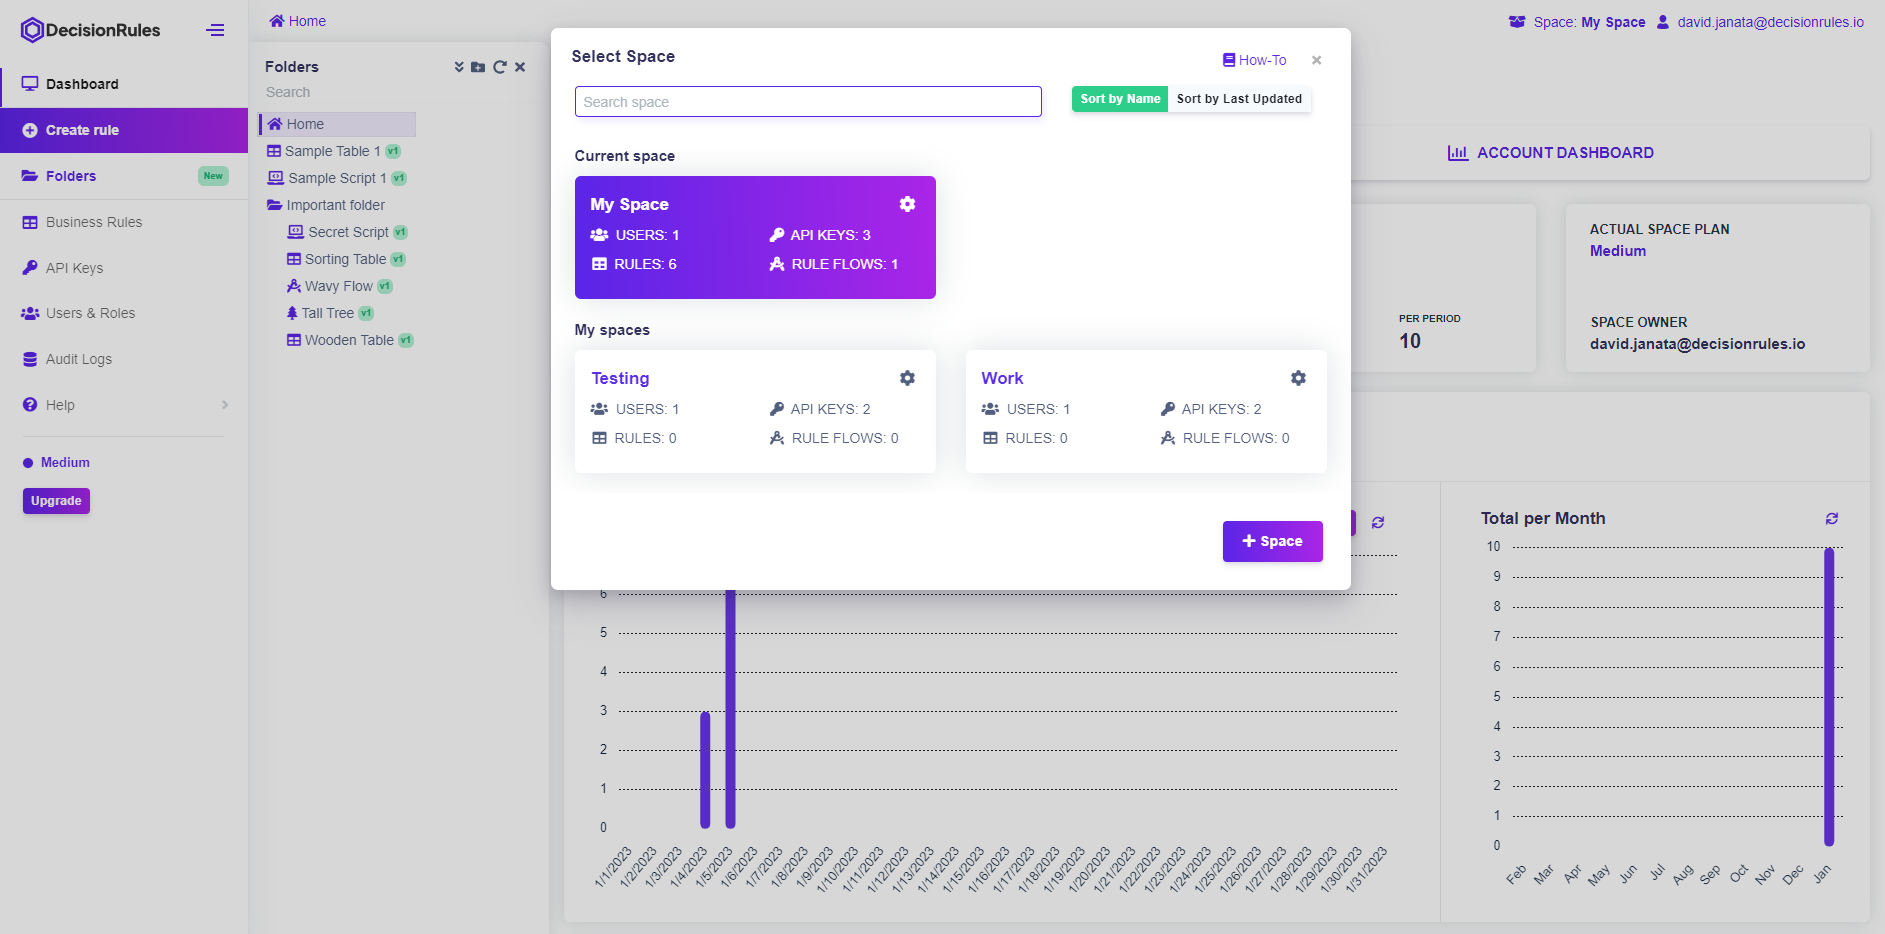 DecisionRules
Home
Space: My Space
david.janata@decisionrules.io
Dashboard
Create rule
Folders
New
Business Rules
API Keys
Users & Roles
Audit Logs
Help
Medium
Upgrade
Folders
Search
Home
Sample Table 1 v1
Sample Script 1 v1
Important folder
Secret Script v1
Sorting Table v1
Wavy Flow v1
Tall Tree v1
Wooden Table v1
Select Space
How-To
×
Search space
Sort by Name
Sort by Last Updated
Current space
My Space
USERS: 1
API KEYS: 3
RULES: 6
RULE FLOWS: 1
My spaces
Testing
USERS: 1
API KEYS: 2
RULES: 0
RULE FLOWS: 0
Work
USERS: 1
API KEYS: 2
RULES: 0
RULE FLOWS: 0
+ Space
ACCOUNT DASHBOARD
PER PERIOD
10
ACTUAL SPACE PLAN
Medium
SPACE OWNER
david.janata@decisionrules.io
6
5
4
3
2
1
0
1/1/2023
1/2/2023
1/3/2023
1/4/2023
1/5/2023
1/6/2023
1/7/2023
1/8/2023
1/9/2023
1/10/2023
1/11/2023
1/12/2023
1/13/2023
1/14/2023
1/15/2023
1/16/2023
1/17/2023
1/18/2023
1/19/2023
1/20/2023
1/21/2023
1/22/2023
1/23/2023
1/24/2023
1/25/2023
1/26/2023
1/27/2023
1/28/2023
1/29/2023
1/30/2023
1/31/2023
Total per Month
10
9
8
7
6
5
4
3
2
1
0
Feb
Mar
Apr
May
Jun
Jul
Aug
Sep
Oct
Nov
Dec
Jan